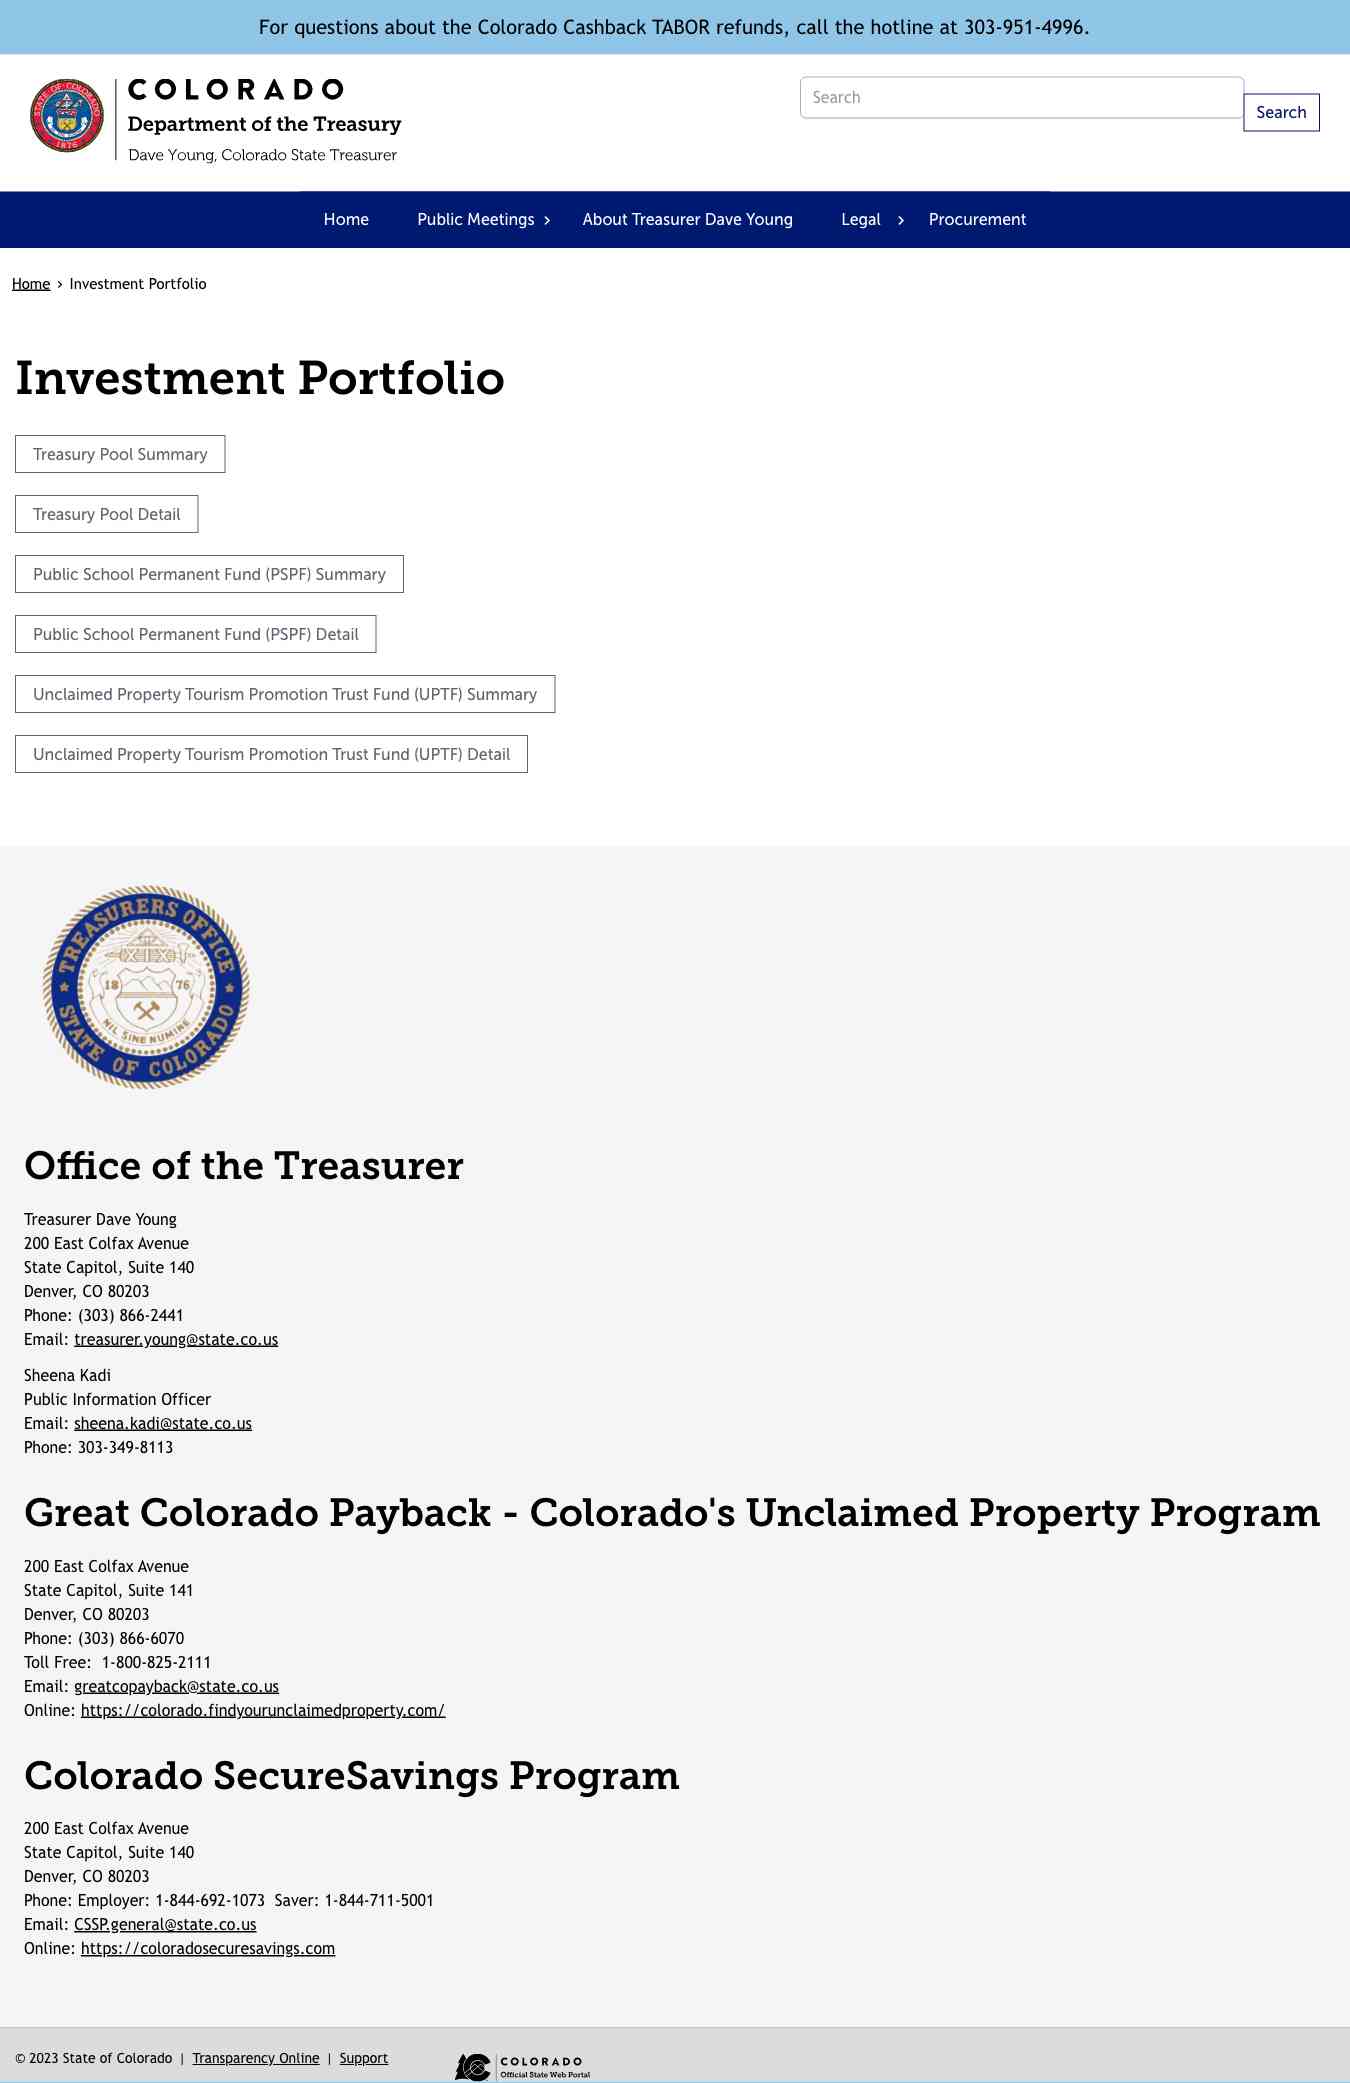 For questions about the Colorado Cashback TABOR refunds, call the hotline at 303-951-4996.
STATE OF COLORADO
1876
COLORADO
Department of the Treasury
Dave Young, Colorado State Treasurer
Search
Search
Home
Public Meetings
About Treasurer Dave Young
Legal
Procurement
Home › Investment Portfolio
Investment Portfolio
Treasury Pool Summary
Treasury Pool Detail
Public School Permanent Fund (PSPF) Summary
Public School Permanent Fund (PSPF) Detail
Unclaimed Property Tourism Promotion Trust Fund (UPTF) Summary
Unclaimed Property Tourism Promotion Trust Fund (UPTF) Detail
TREASURERS OFFICE
18 76
NIL SINE NUMINE
STATE OF COLORADO
Office of the Treasurer
Treasurer Dave Young
200 East Colfax Avenue
State Capitol, Suite 140
Denver, CO 80203
Phone: (303) 866-2441
Email: treasurer.young@state.co.us
Sheena Kadi
Public Information Officer
Email: sheena.kadi@state.co.us
Phone: 303-349-8113
Great Colorado Payback - Colorado's Unclaimed Property Program
200 East Colfax Avenue
State Capitol, Suite 141
Denver, CO 80203
Phone: (303) 866-6070
Toll Free:  1-800-825-2111
Email: greatcopayback@state.co.us
Online: https://colorado.findyourunclaimedproperty.com/
Colorado SecureSavings Program
200 East Colfax Avenue
State Capitol, Suite 140
Denver, CO 80203
Phone: Employer: 1-844-692-1073  Saver: 1-844-711-5001
Email: CSSP.general@state.co.us
Online: https://coloradosecuresavings.com
© 2023 State of Colorado | Transparency Online | Support
COLORADO
Official State Web Portal